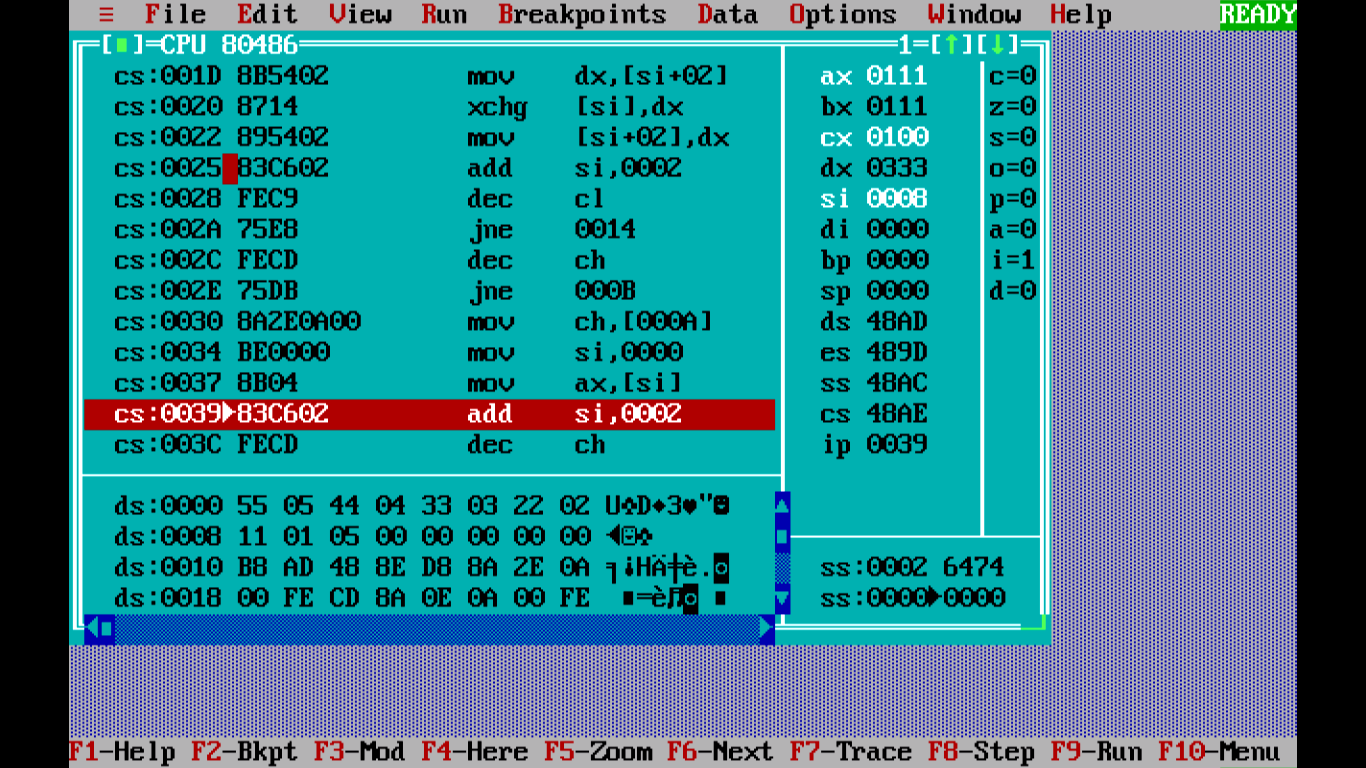 ≡ File Edit View Run Breakpoints Data Options Window Help READY
[■]=CPU 80486 1=[↑][↓]
cs:001D 8B5402 mov dx,[si+02] ax 0111 c=0
cs:0020 8714 xchg [si],dx bx 0111 z=0
cs:0022 895402 mov [si+02],dx cx 0100 s=0
cs:0025 83C602 add si,0002 dx 0333 o=0
cs:0028 FEC9 dec cl si 0008 p=0
cs:002A 75E8 jne 0014 di 0000 a=0
cs:002C FECD dec ch bp 0000 i=1
cs:002E 75DB jne 000B sp 0000 d=0
cs:0030 8A2E0A00 mov ch,[000A] ds 48AD
cs:0034 BE0000 mov si,0000 es 489D
cs:0037 8B04 mov ax,[si] ss 48AC
cs:0039►83C602 add si,0002 cs 48AE
cs:003C FECD dec ch ip 0039
ds:0000 55 05 44 04 33 03 22 02 U♣D♦3♥"☻
ds:0008 11 01 05 00 00 00 00 00 ◄☺♣
ds:0010 B8 AD 48 8E D8 8A 2E 0A ╕¡HÄ╪è.◙ ss:0002 6474
ds:0018 00 FE CD 8A 0E 0A 00 FE ■═è♫◙ ■ ss:0000►0000
F1-Help F2-Bkpt F3-Mod F4-Here F5-Zoom F6-Next F7-Trace F8-Step F9-Run F10-Menu